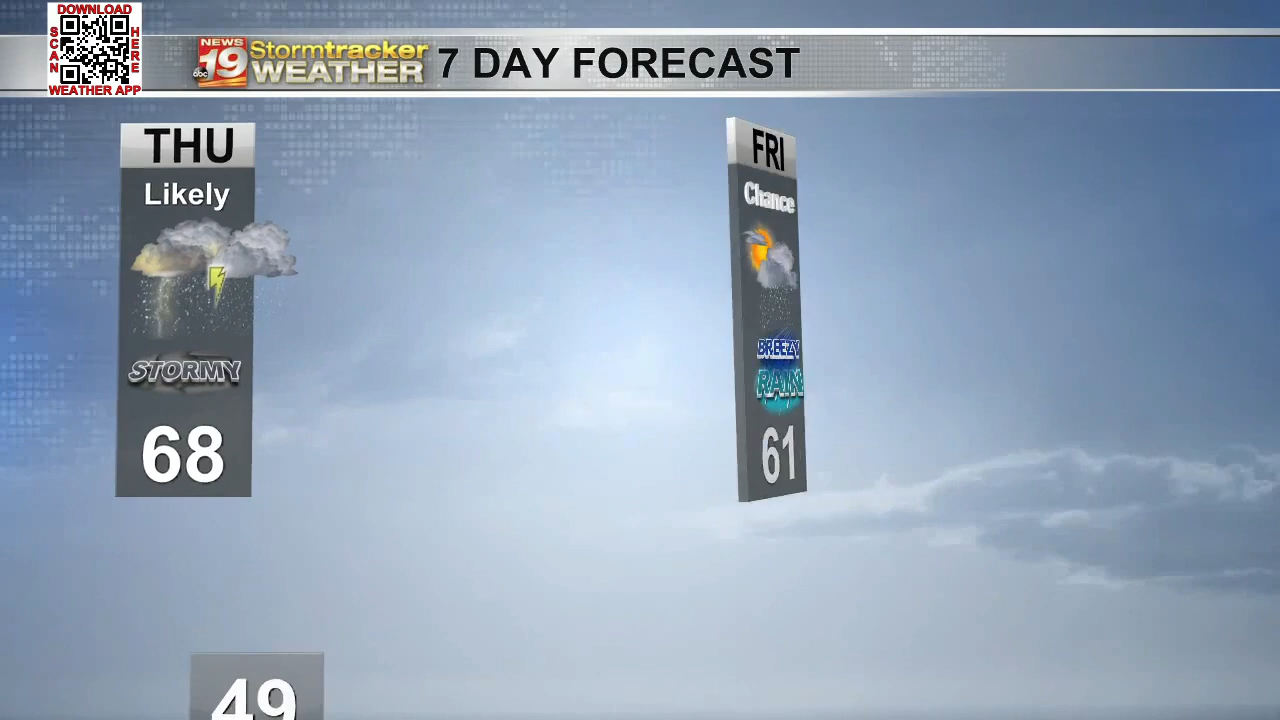 DOWNLOAD
SCAN
HERE
WEATHER APP
NEWS
abc 19
Stormtracker
WEATHER
7 DAY FORECAST
THU
Likely
STORMY
68
FRI
Chance
BREEZY
RAIN
61
49